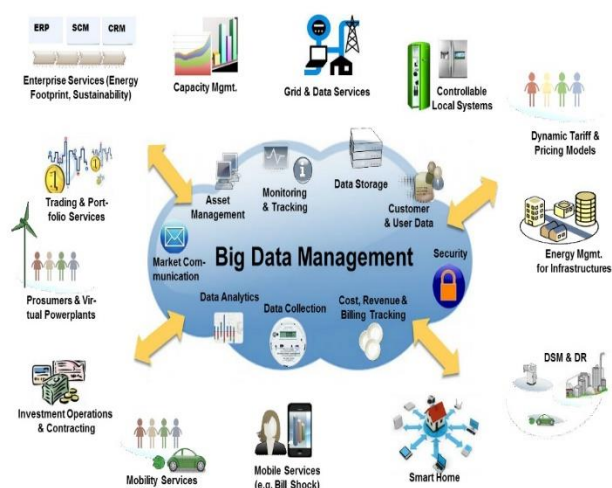 ERP SCM CRM
Enterprise Services (Energy
Footprint, Sustainability)
Capacity Mgmt.
Grid & Data Services
Controllable
Local Systems
Dynamic Tariff &
Pricing Models
Trading & Port-
folio Services
Asset
Management
Monitoring
& Tracking
Data Storage
Customer
& User Data
Energy Mgmt.
for Infrastructures
Prosumers & Vir-
tual Powerplants
Market Com-
munication
Big Data Management
Security
Data Analytics
Data Collection
Cost, Revenue &
Billing Tracking
Investment Operations
& Contracting
DSM & DR
Mobility Services
Mobile Services
(e.g. Bill Shock)
Smart Home